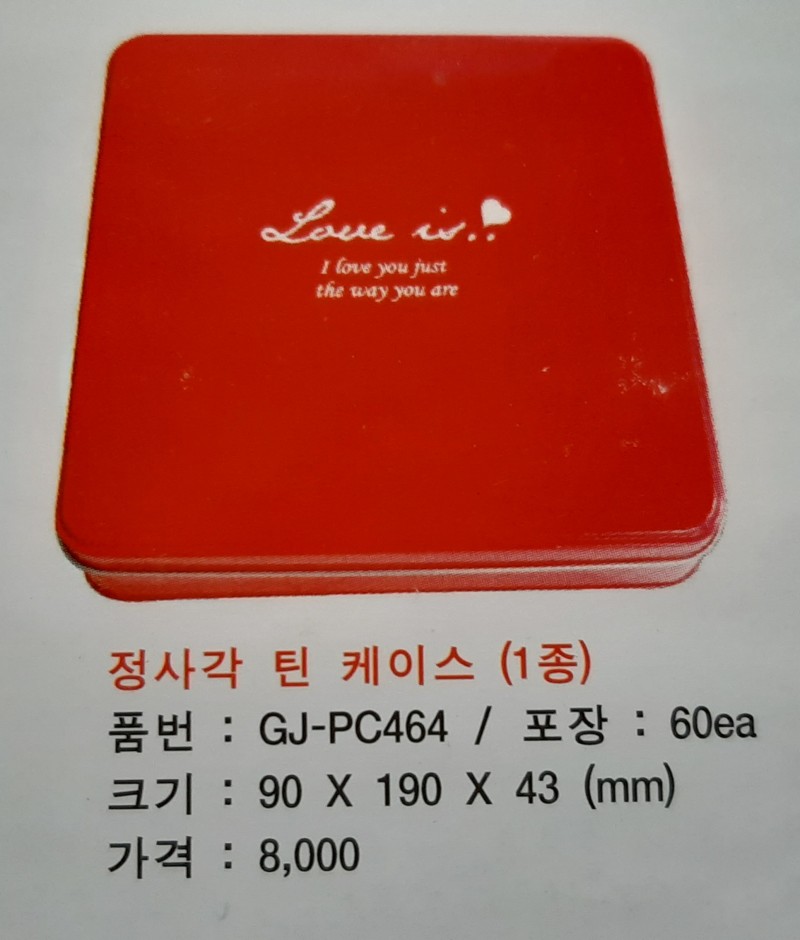 Love is..
I love you just
the way you are
정사각 틴 케이스 (1종)
품번 : GJ-PC464 / 포장 : 60ea
크기 : 90 X 190 X 43 (mm)
가격 : 8,000